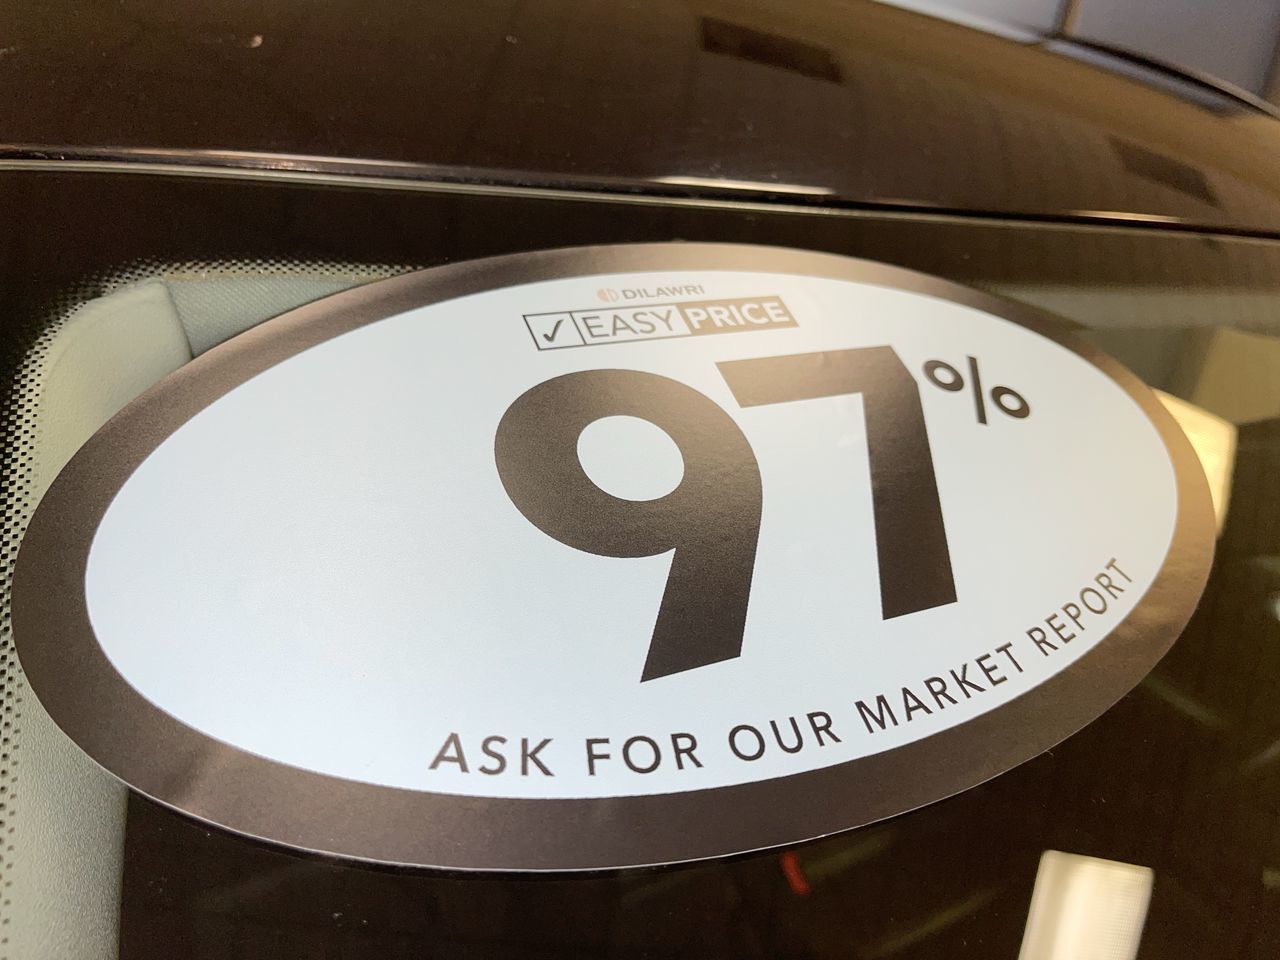 DILAWRI
✓ EASY PRICE
97%
ASK FOR OUR MARKET REPORT